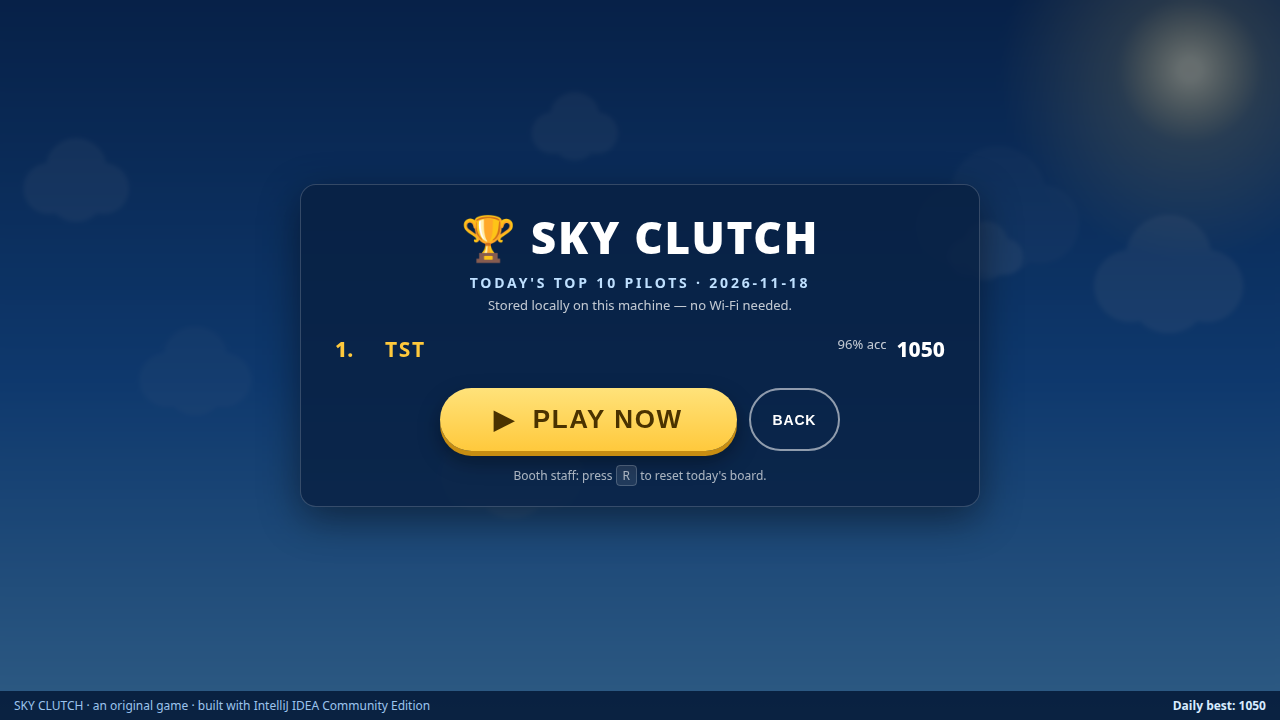 🏆 SKY CLUTCH
TODAY'S TOP 10 PILOTS · 2026-11-18
Stored locally on this machine — no Wi-Fi needed.
1. TST 96% acc 1050
▶ PLAY NOW BACK
Booth staff: press R to reset today's board.
SKY CLUTCH · an original game · built with IntelliJ IDEA Community Edition Daily best: 1050